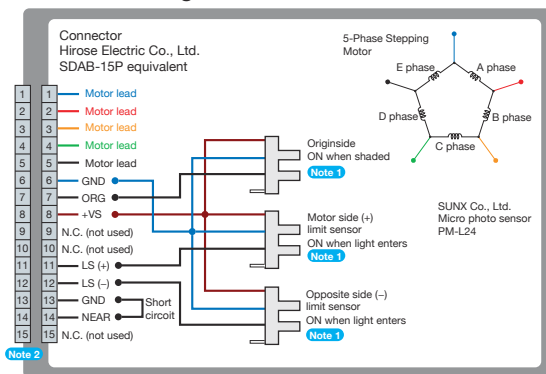 Connector
Hirose Electric Co., Ltd.
SDAB-15P equivalent
5-Phase Stepping
Motor
E phase
A phase
D phase
B phase
C phase
1 1 Motor lead
2 2 Motor lead
3 3 Motor lead
4 4 Motor lead
5 5 Motor lead
6 6 GND
7 7 ORG
8 8 +VS
9 9 N.C. (not used)
10 10 N.C. (not used)
11 11 LS (+)
12 12 LS (−)
13 13 GND
14 14 NEAR
15 15 N.C. (not used)
Short
circoit
Note 2
Originside
ON when shaded
Note 1
Motor side (+)
limit sensor
ON when light enters
Note 1
Opposite side (−)
limit sensor
ON when light enters
Note 1
SUNX Co., Ltd.
Micro photo sensor
PM-L24